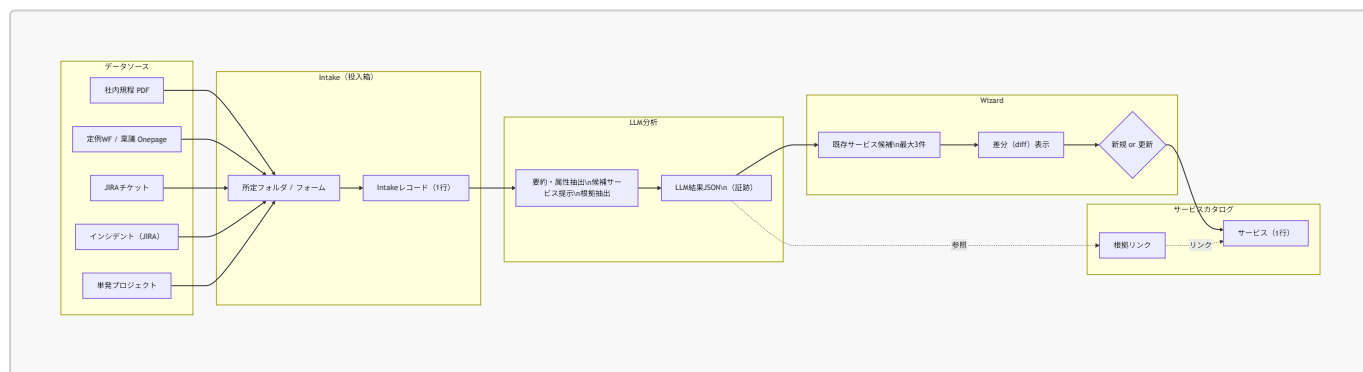 データソース
社内規程 PDF
定例WF / 稟議 Onepage
JIRAチケット
インシデント（JIRA）
単発プロジェクト
Intake（投入箱）
所定フォルダ / フォーム
Intakeレコード（1行）
LLM分析
要約・属性抽出\n候補サー
ビス提示\n根拠抽出
LLM結果JSON\n（証跡）
Wizard
既存サービス候補\n最大3件
差分（diff）表示
新規 or 更新
参照
サービスカタログ
根拠リンク
リンク
サービス（1行）